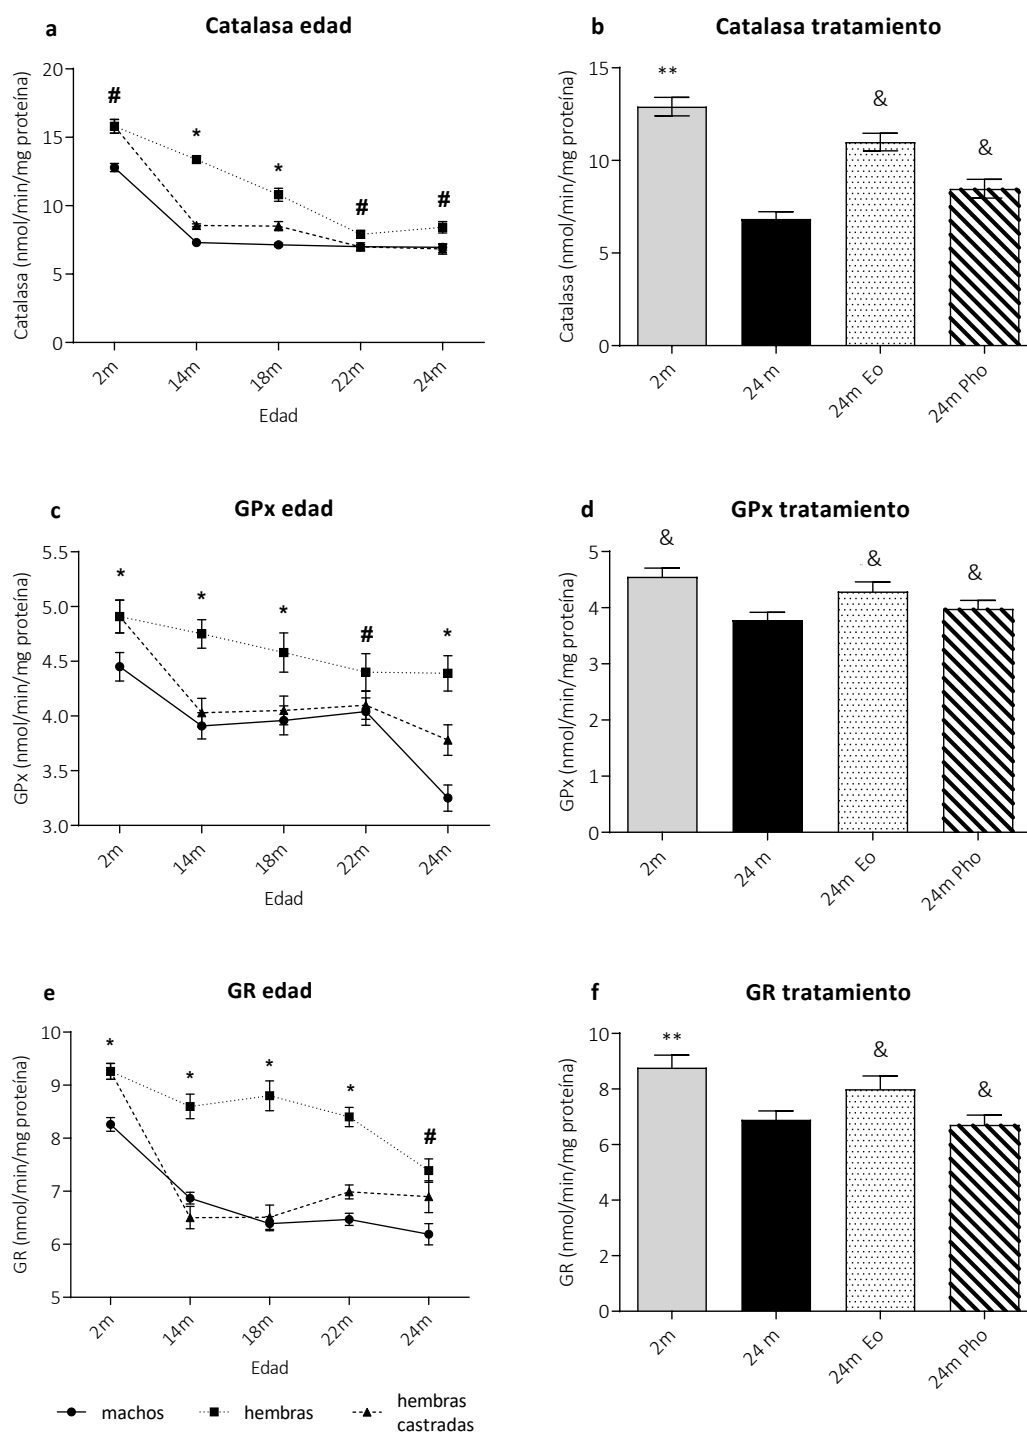 a
Catalasa edad
Catalasa (nmol/min/mg proteína)
20
15
10
5
0
#
*
*
#
#
2m
14m
18m
22m
24m
Edad
b
Catalasa tratamiento
Catalasa (nmol/min/mg proteína)
15
10
5
0
**
&
&
2m
24 m
24m Eo
24m Pho
c
GPx edad
GPx (nmol/min/mg proteína)
5.5
5.0
4.5
4.0
3.5
3.0
*
*
*
#
*
2m
14m
18m
22m
24m
Edad
d
GPx tratamiento
GPx (nmol/min/mg proteína)
5
4
3
2
1
0
&
&
&
2m
24 m
24m Eo
24m Pho
e
GR edad
GR (nmol/min/mg proteína)
10
9
8
7
6
5
*
*
*
*
#
2m
14m
18m
22m
24m
Edad
f
GR tratamiento
GR (nmol/min/mg proteína)
10
8
6
4
2
0
**
&
&
2m
24 m
24m Eo
24m Pho
machos
hembras
hembras
castradas